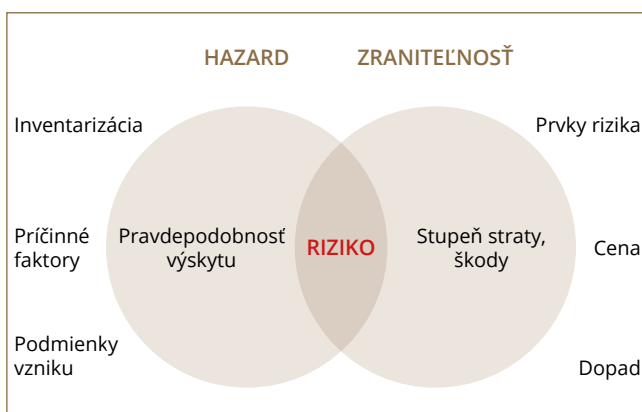 HAZARD
ZRANITEĽNOSŤ
Inventarizácia
Prvky rizika
Príčinné
faktory
Pravdepodobnosť
výskytu
RIZIKO
Stupeň straty,
škody
Cena
Podmienky
vzniku
Dopad